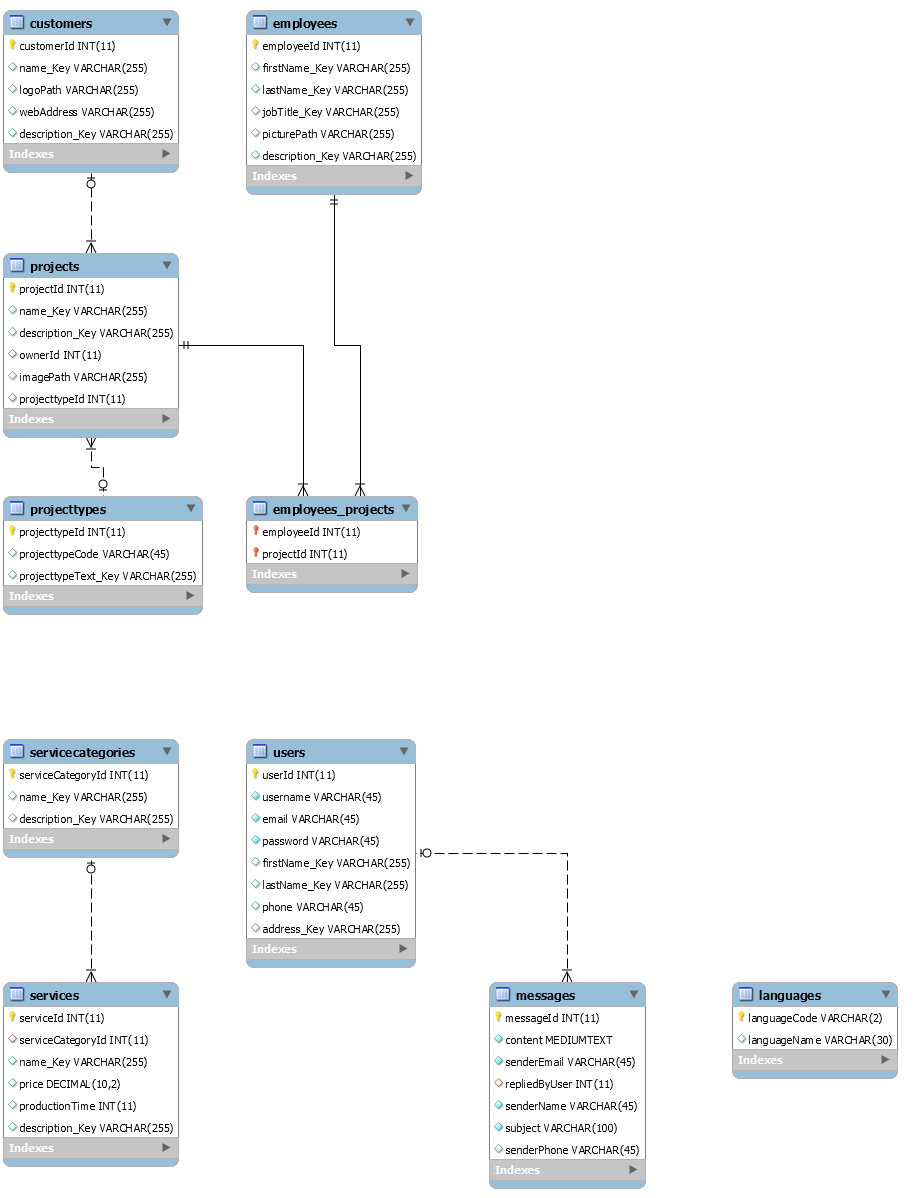 customers
customerId INT(11)
name_Key VARCHAR(255)
logoPath VARCHAR(255)
webAddress VARCHAR(255)
description_Key VARCHAR(255)
Indexes
employees
employeeId INT(11)
firstName_Key VARCHAR(255)
lastName_Key VARCHAR(255)
jobTitle_Key VARCHAR(255)
picturePath VARCHAR(255)
description_Key VARCHAR(255)
Indexes
projects
projectId INT(11)
name_Key VARCHAR(255)
description_Key VARCHAR(255)
ownerId INT(11)
imagePath VARCHAR(255)
projecttypeId INT(11)
Indexes
projecttypes
projecttypeId INT(11)
projecttypeCode VARCHAR(45)
projecttypeText_Key VARCHAR(255)
Indexes
employees_projects
employeeId INT(11)
projectId INT(11)
Indexes
servicecategories
serviceCategoryId INT(11)
name_Key VARCHAR(255)
description_Key VARCHAR(255)
Indexes
users
userId INT(11)
username VARCHAR(45)
email VARCHAR(45)
password VARCHAR(45)
firstName_Key VARCHAR(255)
lastName_Key VARCHAR(255)
phone VARCHAR(45)
address_Key VARCHAR(255)
Indexes
services
serviceId INT(11)
serviceCategoryId INT(11)
name_Key VARCHAR(255)
price DECIMAL(10,2)
productionTime INT(11)
description_Key VARCHAR(255)
Indexes
messages
messageId INT(11)
content MEDIUMTEXT
senderEmail VARCHAR(45)
repliedByUser INT(11)
senderName VARCHAR(45)
subject VARCHAR(100)
senderPhone VARCHAR(45)
Indexes
languages
languageCode VARCHAR(2)
languageName VARCHAR(30)
Indexes